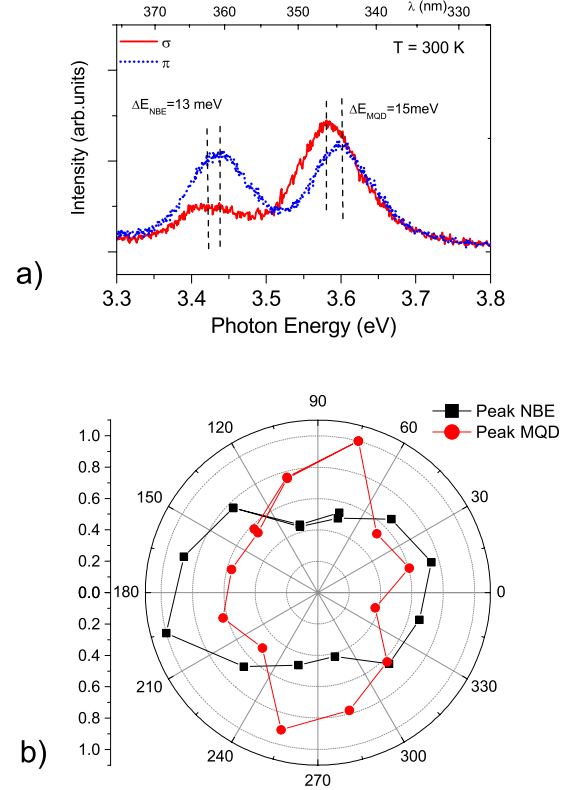 370 360 350 340 λ (nm) 330
σ
π
T = 300 K
ΔE_NBE=13 meV
ΔE_MQD=15meV
Intensity (arb.units)
a)
3.3 3.4 3.5 3.6 3.7 3.8
Photon Energy (eV)
Peak NBE
Peak MQD
90
120 60
1.0
0.8
150 30
0.6
0.4
0.2
0.0 180 0
0.2
0.4
0.6
210 330
0.8
1.0
240 300
270
b)